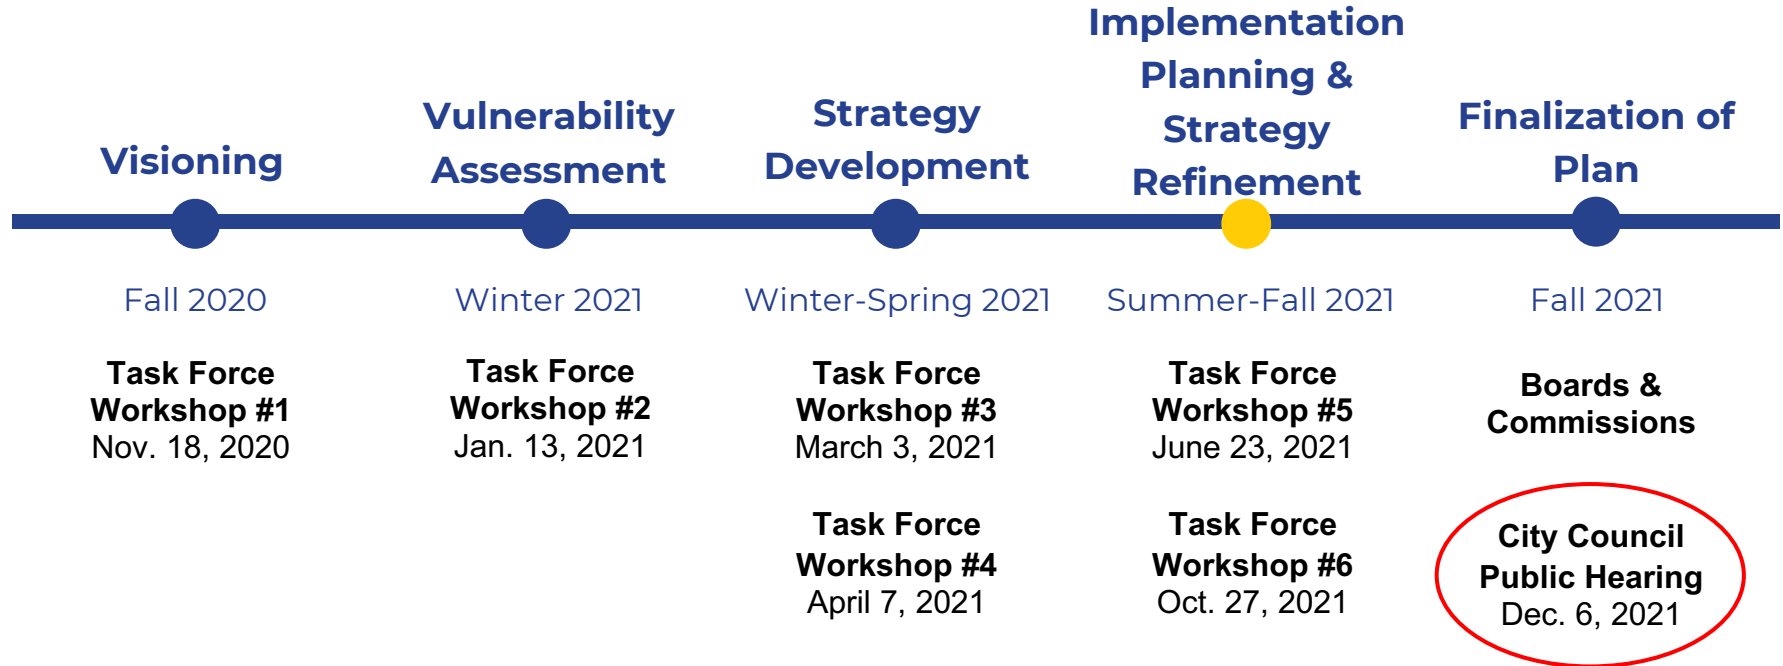 Visioning
Fall 2020
Task Force
Workshop #1
Nov. 18, 2020
Vulnerability
Assessment
Winter 2021
Task Force
Workshop #2
Jan. 13, 2021
Strategy
Development
Winter-Spring 2021
Task Force
Workshop #3
March 3, 2021
Task Force
Workshop #4
April 7, 2021
Implementation
Planning &
Strategy
Refinement
Summer-Fall 2021
Task Force
Workshop #5
June 23, 2021
Task Force
Workshop #6
Oct. 27, 2021
Finalization of
Plan
Fall 2021
Boards &
Commissions
City Council
Public Hearing
Dec. 6, 2021